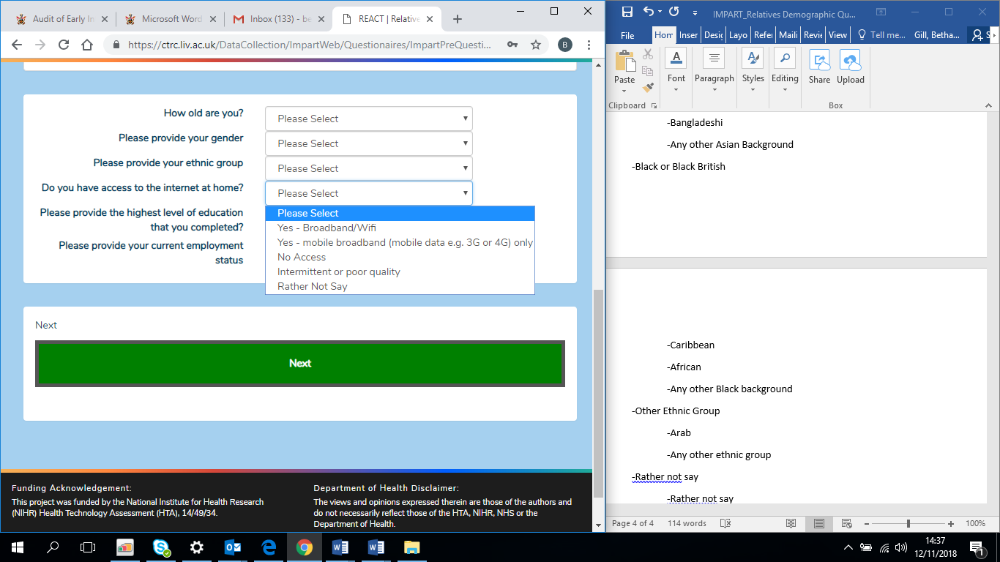 Audit of Early In
Microsoft Word
Inbox (133) - be
REACT | Relative
https://ctrc.liv.ac.uk/DataCollection/ImpartWeb/Questionaires/ImpartPreQuesti...
B
How old are you?
Please Select
Please provide your gender
Please Select
Please provide your ethnic group
Please Select
Do you have access to the internet at home?
Please Select
Please Select
Yes - Broadband/Wifi
Yes - mobile broadband (mobile data e.g. 3G or 4G) only
No Access
Intermittent or poor quality
Rather Not Say
Please provide the highest level of education
that you completed?
Please provide your current employment
status
Next
Next
Funding Acknowledgement:
This project was funded by the National Institute for Health Research
(NIHR) Health Technology Assessment (HTA), 14/49/34.
Department of Health Disclaimer:
The views and opinions expressed therein are those of the authors and
do not necessarily reflect those of the HTA, NIHR, NHS or the
Department of Health.
IMPART_Relatives Demographic Qu...
File Hom Inser Desig Layo Refer Maili Revie View Tell me... Gill, Betha... S
Paste
Font
Paragraph
Styles
Editing
Share
Upload
Clipboard
Box
-Bangladeshi
-Any other Asian Background
-Black or Black British
-Caribbean
-African
-Any other Black background
-Other Ethnic Group
-Arab
-Any other ethnic group
-Rather not say
-Rather not say
Page 4 of 4 114 words 100%
14:37
12/11/2018
1